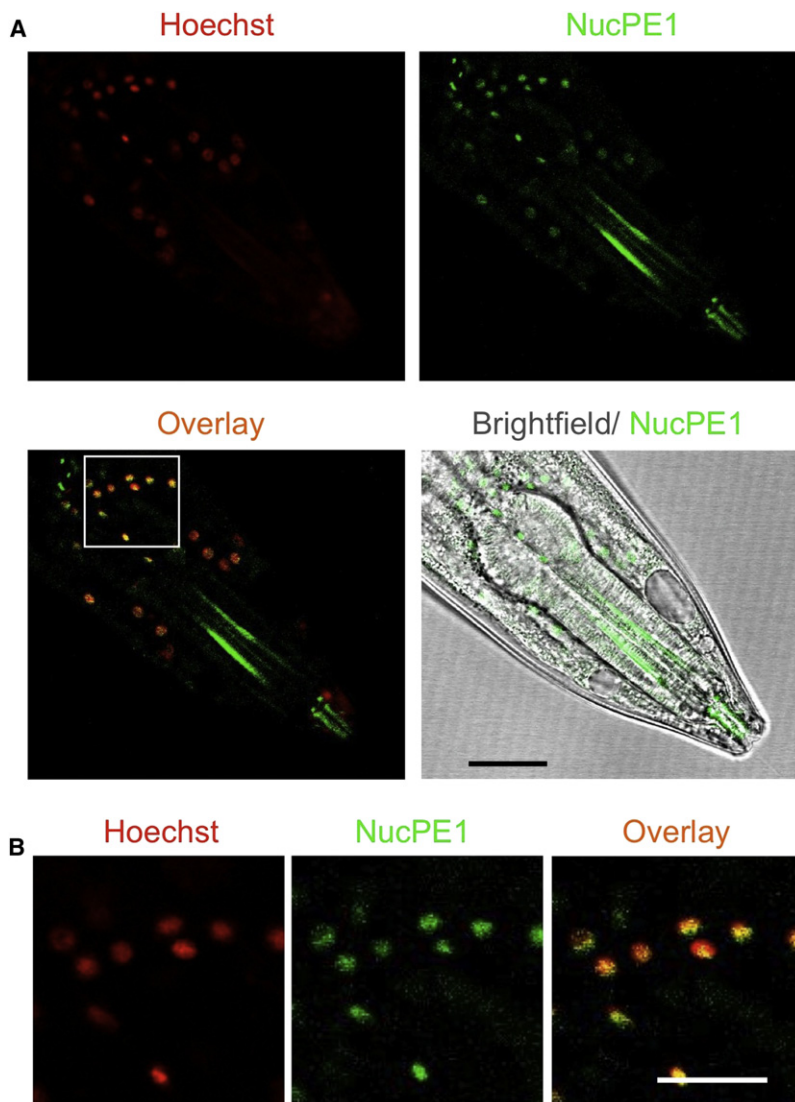 A
Hoechst
NucPE1
Overlay
Brightfield/ NucPE1
B
Hoechst
NucPE1
Overlay